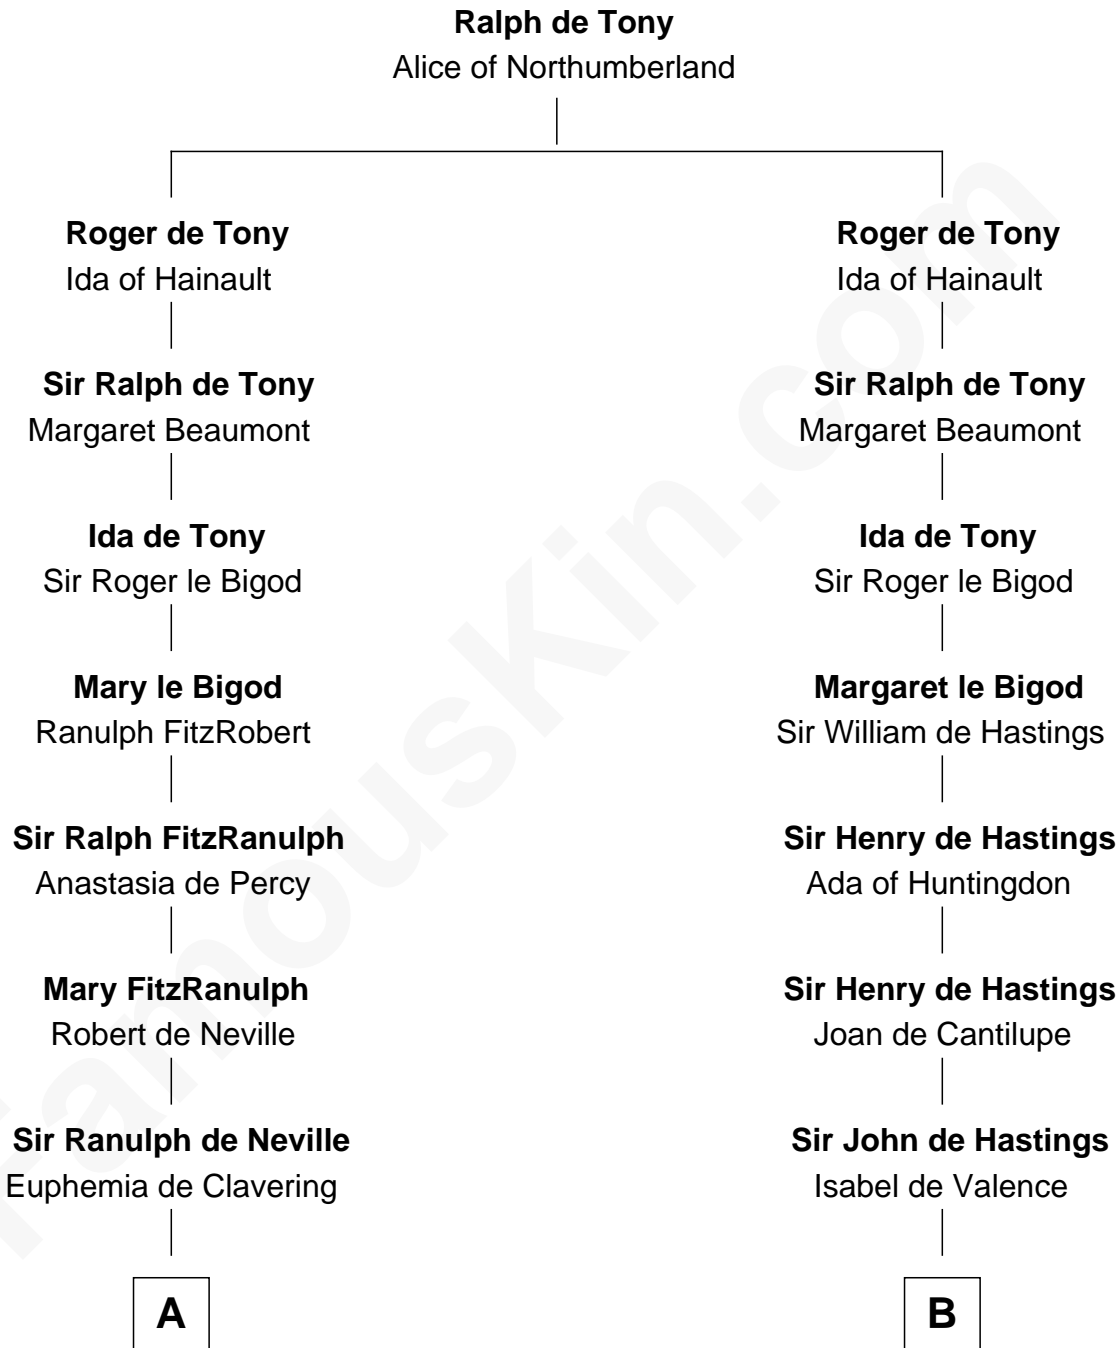 Ralph de Tony
Alice of Northumberland
Roger de Tony
Ida of Hainault
Sir Ralph de Tony
Margaret Beaumont
Ida de Tony
Sir Roger le Bigod
Mary le Bigod
Ranulph FitzRobert
Sir Ralph FitzRanulph
Anastasia de Percy
Mary FitzRanulph
Robert de Neville
Sir Ranulph de Neville
Euphemia de Clavering
A
Roger de Tony
Ida of Hainault
Sir Ralph de Tony
Margaret Beaumont
Ida de Tony
Sir Roger le Bigod
Margaret le Bigod
Sir William de Hastings
Sir Henry de Hastings
Ada of Huntingdon
Sir Henry de Hastings
Joan de Cantilupe
Sir John de Hastings
Isabel de Valence
B
FamousKin.com